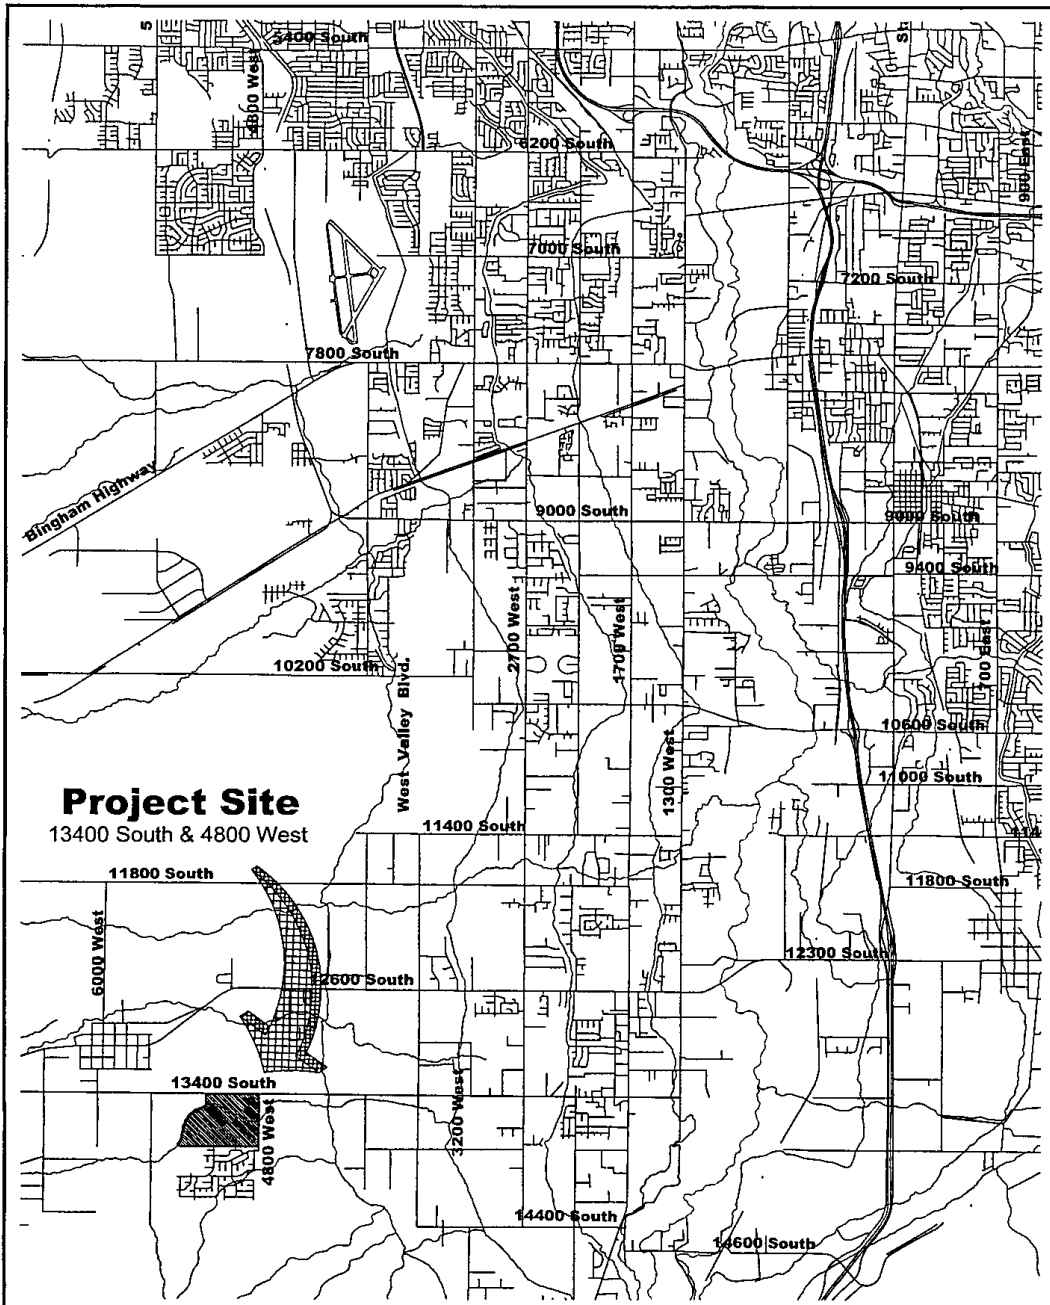 5400 South
4800 West
6200 South
900 East
7000 South
7200 South
7800 South
Bingham Highway
9000 South
9000 South
9400 South
2700 West
1700 West
10200 South
700 East
West Valley Blvd.
10600 South
1300 West
11000 South
Project Site
13400 South & 4800 West
11400 South
114
11800 South
11800 South
6000 West
12300 South
12600 South
13400 South
3200 West
4800 West
14400 South
14600 South